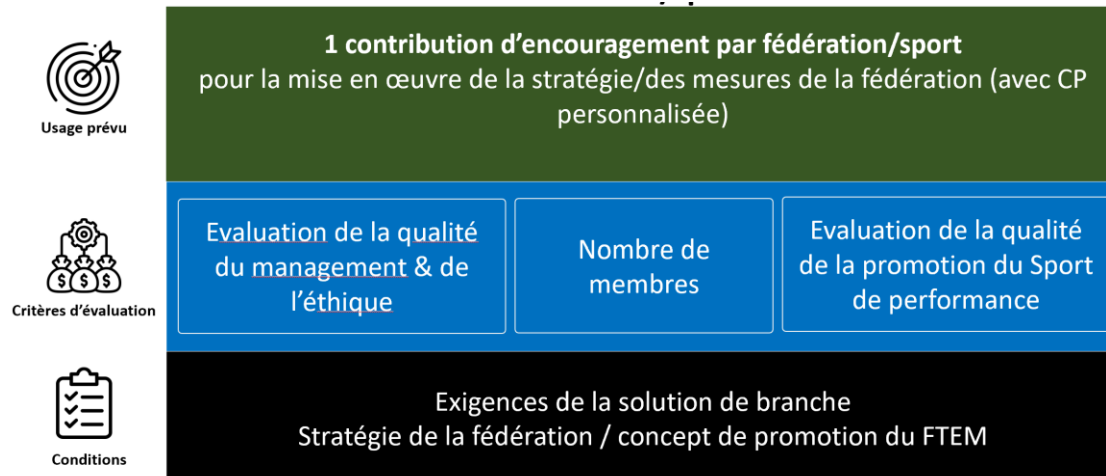 1 contribution d’encouragement par fédération/sport
pour la mise en œuvre de la stratégie/des mesures de la fédération (avec CP
personnalisée)
Usage prévu
Evaluation de la qualité
du management & de
l’éthique
Nombre de
membres
Evaluation de la qualité
de la promotion du Sport
de performance
Critères d’évaluation
Exigences de la solution de branche
Stratégie de la fédération / concept de promotion du FTEM
Conditions